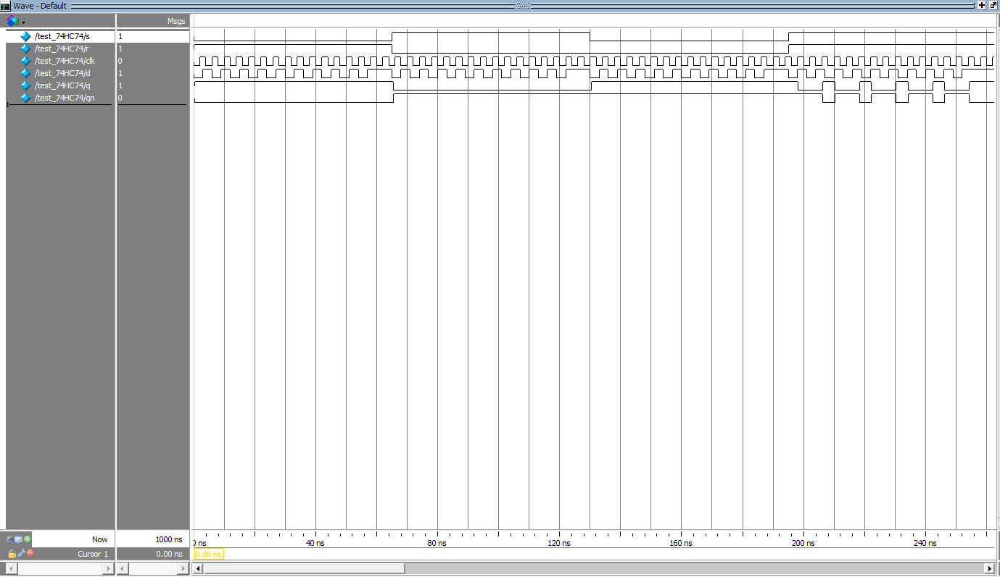 Wave - Default
Msgs
/test_74HC74/s 1
/test_74HC74/r 1
/test_74HC74/clk 0
/test_74HC74/d 1
/test_74HC74/q 1
/test_74HC74/qn 0
Now 1000 ns
ns 40 ns 80 ns 120 ns 160 ns 200 ns 240 ns
Cursor 1 0.00 ns 0.00 ns